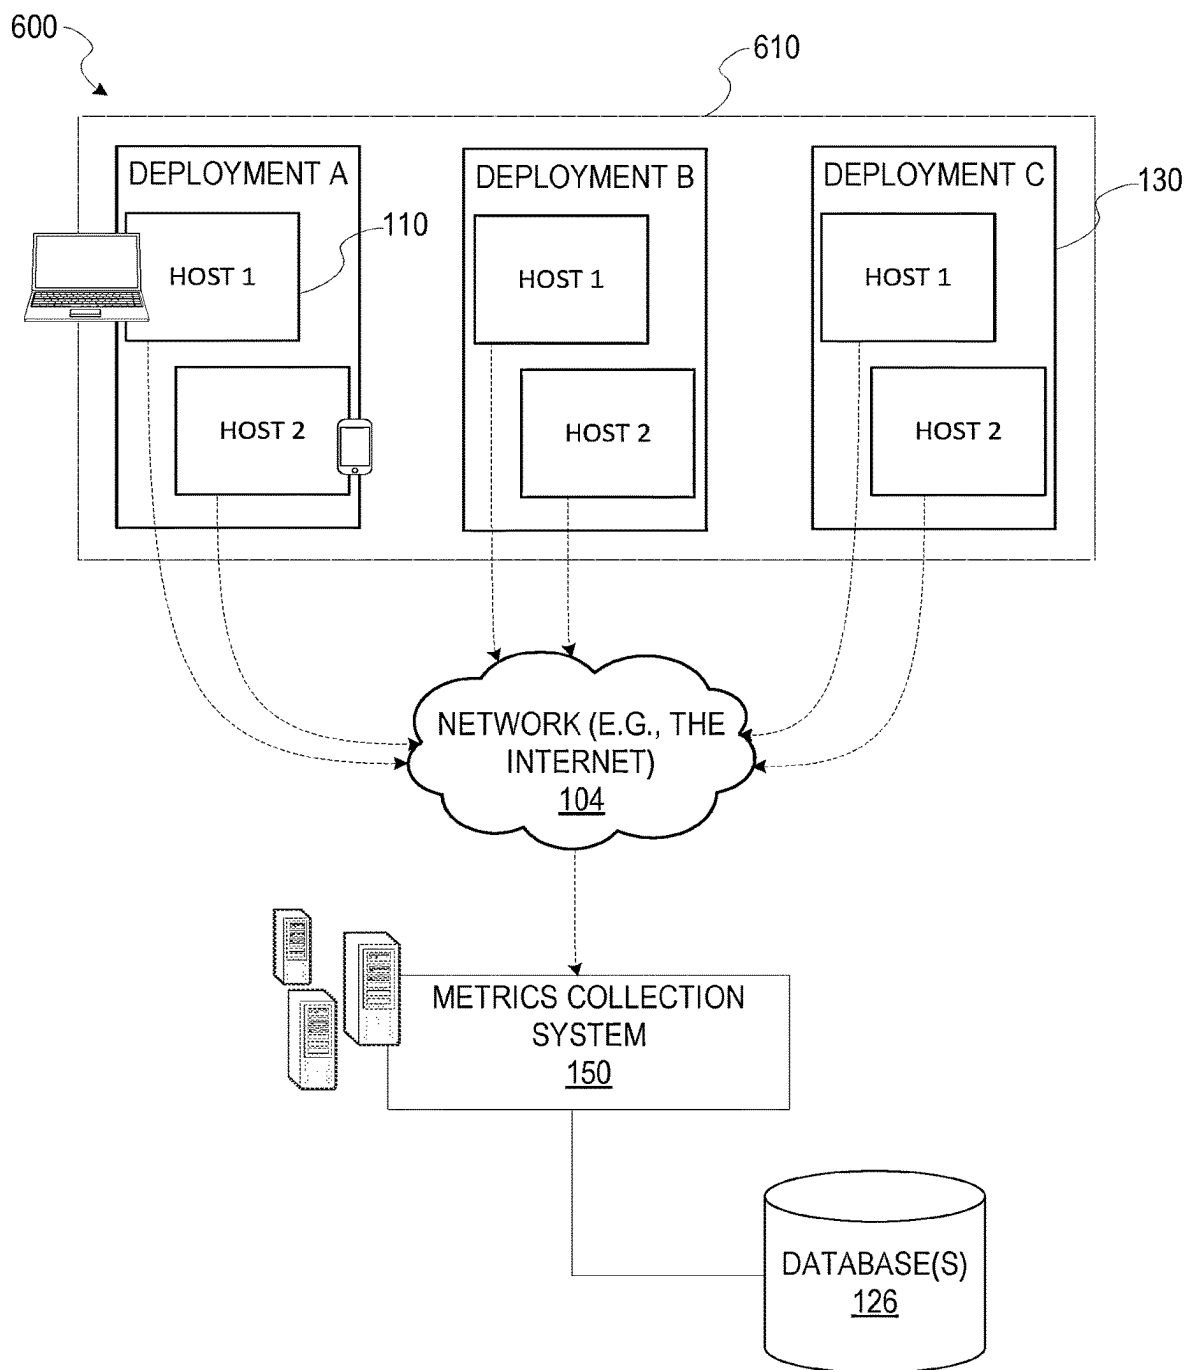 600
610
DEPLOYMENT A
DEPLOYMENT B
DEPLOYMENT C
130
110
HOST 1
HOST 1
HOST 1
HOST 2
HOST 2
HOST 2
NETWORK (E.G., THE
INTERNET)
104
METRICS COLLECTION
SYSTEM
150
DATABASE(S)
126